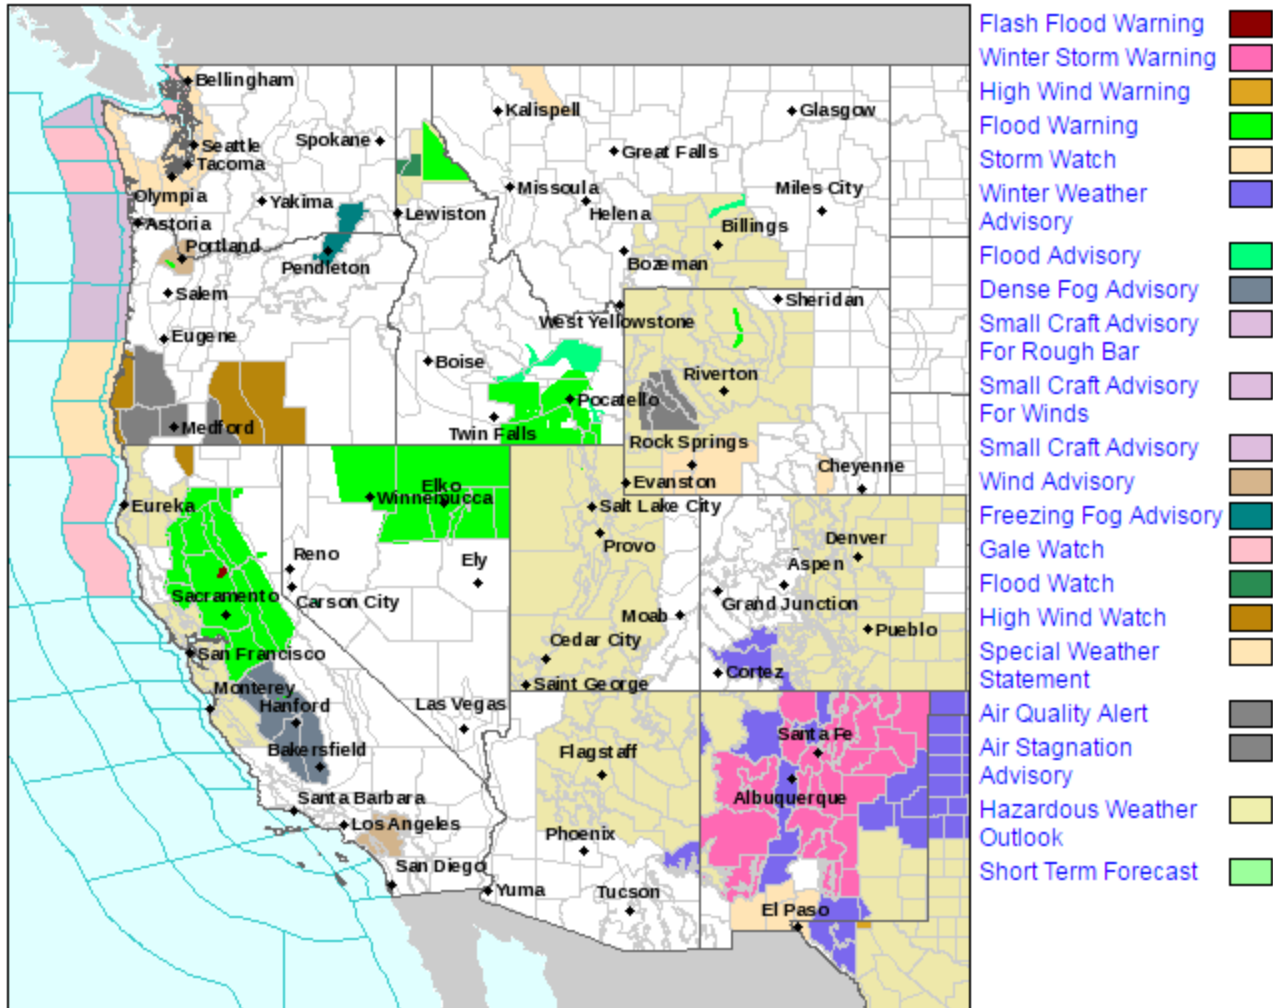 Bellingham
Kalispell
Glasgow
Spokane
Seattle
Great Falls
Tacoma
Missoula
Miles City
Olympia
Yakima
Lewiston
Helena
Astoria
Billings
Portland
Pendleton
Bozeman
Salem
Sheridan
West Yellowstone
Eugene
Boise
Riverton
Pocatello
Medford
Twin Falls
Rock Springs
Cheyenne
Evanston
Elko
Winnemucca
Eureka
Salt Lake City
Provo
Denver
Reno
Ely
Aspen
Sacramento
Carson City
Grand Junction
Moab
Pueblo
Cedar City
San Francisco
Cortez
Saint George
Monterey
Hanford
Las Vegas
Santa Fe
Bakersfield
Flagstaff
Albuquerque
Santa Barbara
Los Angeles
Phoenix
San Diego
Yuma
Tucson
El Paso
Flash Flood Warning
Winter Storm Warning
High Wind Warning
Flood Warning
Storm Watch
Winter Weather
Advisory
Flood Advisory
Dense Fog Advisory
Small Craft Advisory
For Rough Bar
Small Craft Advisory
For Winds
Small Craft Advisory
Wind Advisory
Freezing Fog Advisory
Gale Watch
Flood Watch
High Wind Watch
Special Weather
Statement
Air Quality Alert
Air Stagnation
Advisory
Hazardous Weather
Outlook
Short Term Forecast